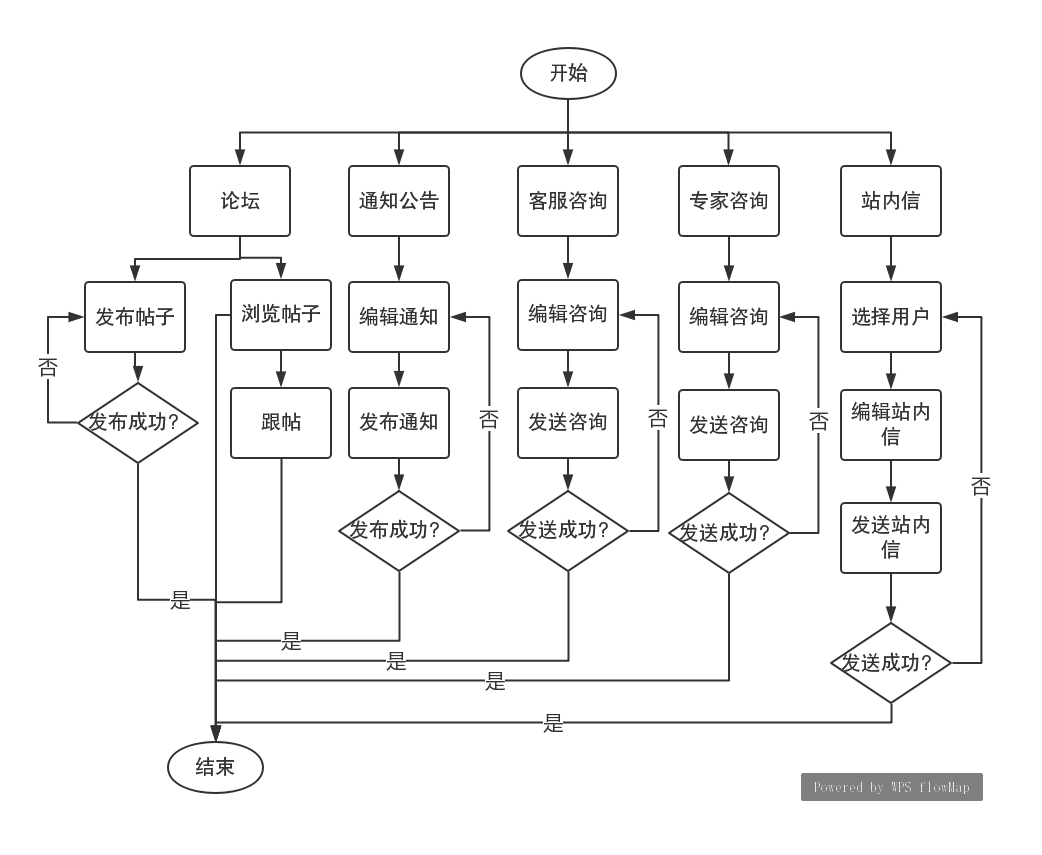 开始
论坛
通知公告
客服咨询
专家咨询
站内信
发布帖子
浏览帖子
编辑通知
编辑咨询
编辑咨询
选择用户
否
发布成功?
跟帖
发布通知
发送咨询
发送咨询
编辑站内
信
否
否
否
否
发布成功?
发送成功?
发送成功?
发送站内
信
是
是
是
是
发送成功?
是
结束
Powered by WPS flowMap